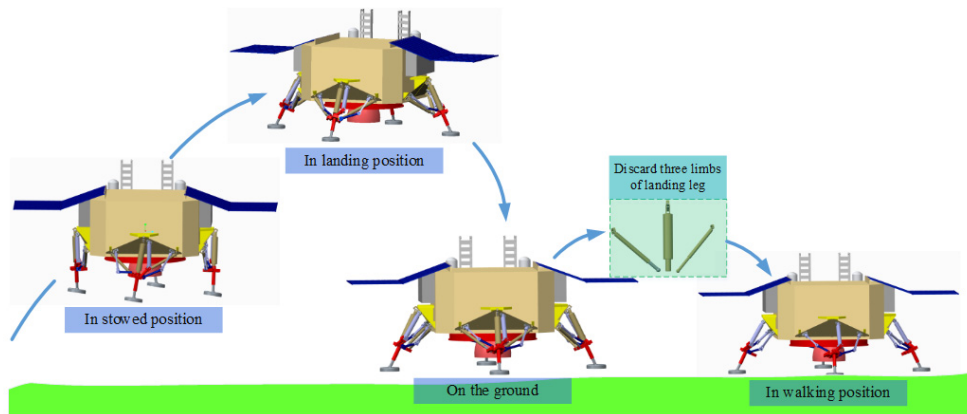 In stowed position
In landing position
On the ground
Discard three limbs
of landing leg
In walking position